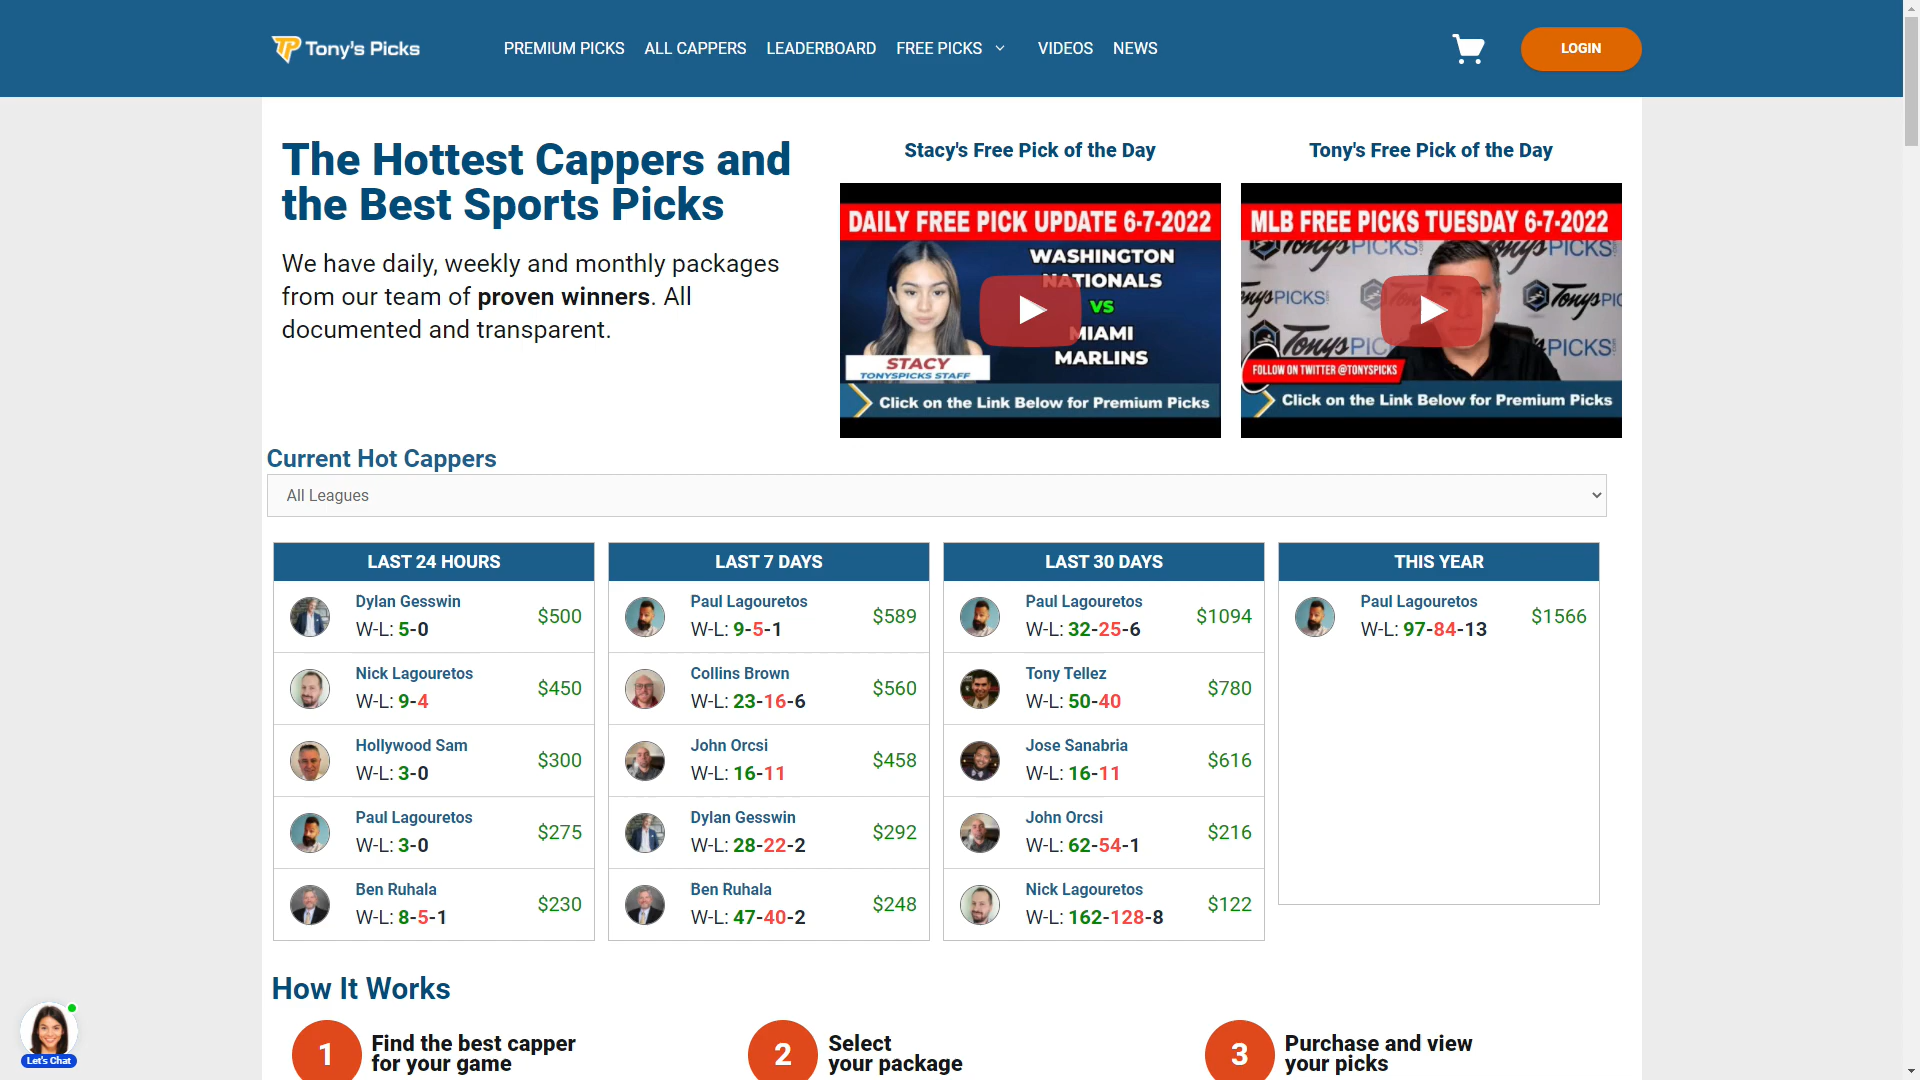 TP Tony's Picks
PREMIUM PICKS
ALL CAPPERS
LEADERBOARD
FREE PICKS
VIDEOS
NEWS
LOGIN
The Hottest Cappers and
the Best Sports Picks
We have daily, weekly and monthly packages
from our team of proven winners. All
documented and transparent.
Stacy's Free Pick of the Day
DAILY FREE PICK UPDATE 6-7-2022
WASHINGTON
NATIONALS
VS
MIAMI
MARLINS
STACY
TONYSPICKS STAFF
Click on the Link Below for Premium Picks
Tony's Free Pick of the Day
MLB FREE PICKS TUESDAY 6-7-2022
FOLLOW ON TWITTER @TONYSPICKS
Click on the Link Below for Premium Picks
Current Hot Cappers
All Leagues
LAST 24 HOURS
Dylan Gesswin
W-L: 5-0
$500
Nick Lagouretos
W-L: 9-4
$450
Hollywood Sam
W-L: 3-0
$300
Paul Lagouretos
W-L: 3-0
$275
Ben Ruhala
W-L: 8-5-1
$230
LAST 7 DAYS
Paul Lagouretos
W-L: 9-5-1
$589
Collins Brown
W-L: 23-16-6
$560
John Orcsi
W-L: 16-11
$458
Dylan Gesswin
W-L: 28-22-2
$292
Ben Ruhala
W-L: 47-40-2
$248
LAST 30 DAYS
Paul Lagouretos
W-L: 32-25-6
$1094
Tony Tellez
W-L: 50-40
$780
Jose Sanabria
W-L: 16-11
$616
John Orcsi
W-L: 62-54-1
$216
Nick Lagouretos
W-L: 162-128-8
$122
THIS YEAR
Paul Lagouretos
W-L: 97-84-13
$1566
How It Works
1
Find the best capper
for your game
2
Select
your package
3
Purchase and view
your picks
Let's Chat